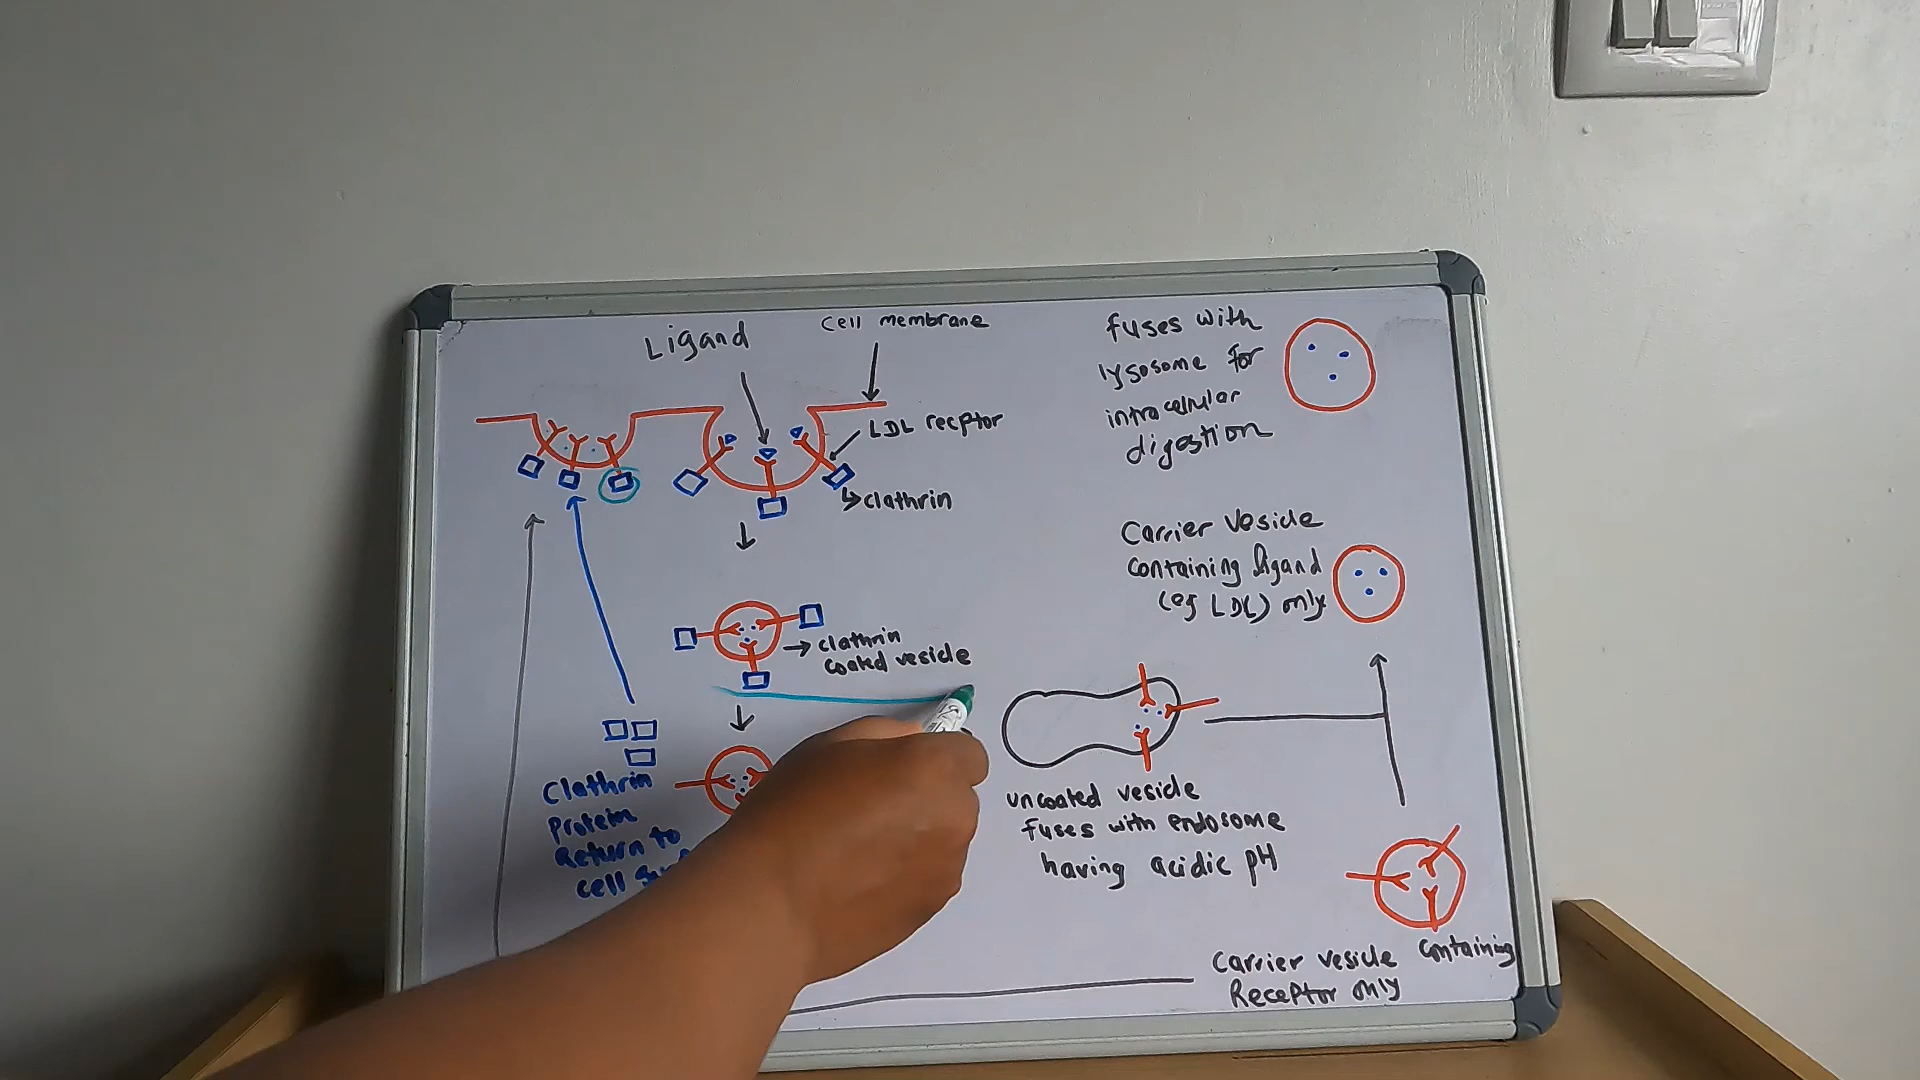 Ligand
Cell membrane
LDL recptor
clathrin
clathrin
coated vesicle
Clathrin
Protein
Return to
cell
uncoated vesicle
fuses with endosome
having acidic pH
fuses with
lysosome for
intracellular
digestion
Carrier Vesicle
containing ligand
(eg LDL) only
Carrier vesicle containing
Receptor only